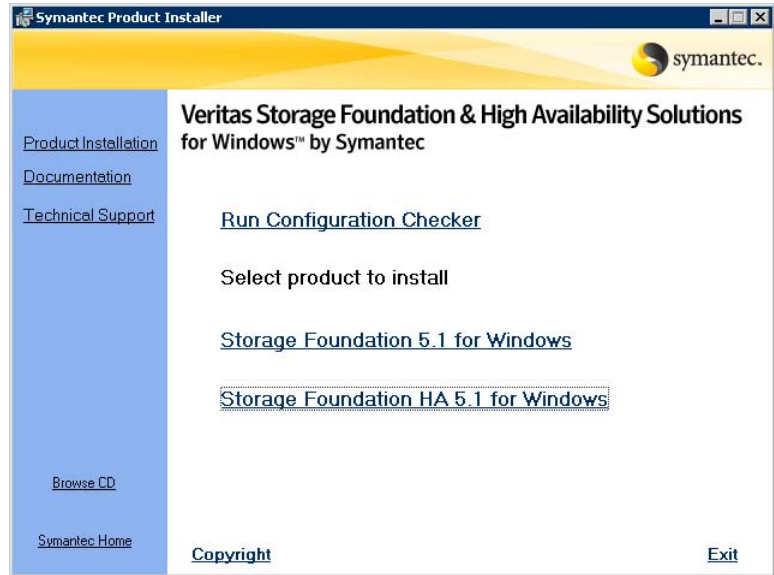 Symantec Product Installer
symantec.
Veritas Storage Foundation & High Availability Solutions
for Windows™ by Symantec
Product Installation
Documentation
Technical Support
Run Configuration Checker
Select product to install
Storage Foundation 5.1 for Windows
Storage Foundation HA 5.1 for Windows
Browse CD
Symantec Home
Copyright
Exit